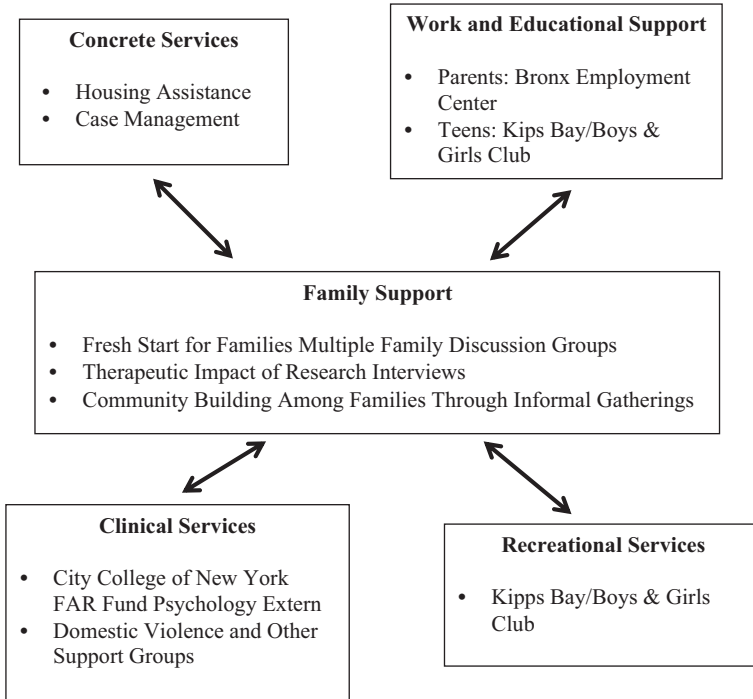 Concrete Services
• Housing Assistance
• Case Management
Work and Educational Support
• Parents: Bronx Employment
Center
• Teens: Kips Bay/Boys &
Girls Club
Family Support
• Fresh Start for Families Multiple Family Discussion Groups
• Therapeutic Impact of Research Interviews
• Community Building Among Families Through Informal Gatherings
Clinical Services
• City College of New York
FAR Fund Psychology Extern
• Domestic Violence and Other
Support Groups
Recreational Services
• Kipps Bay/Boys & Girls
Club